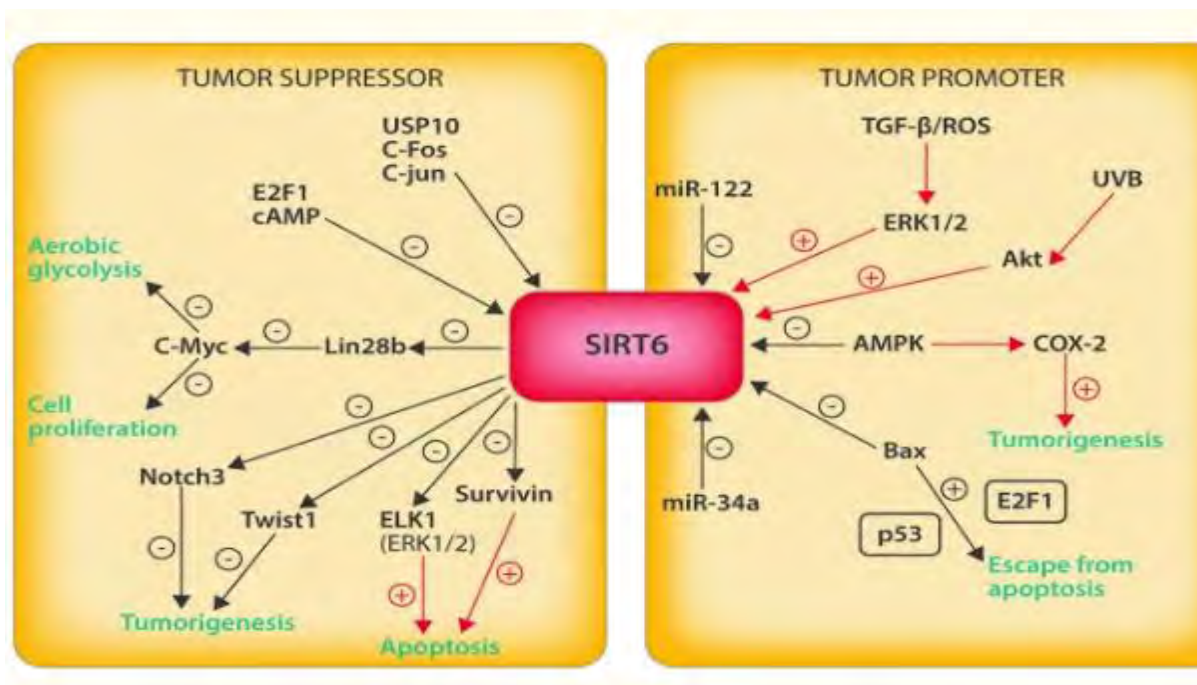 TUMOR SUPPRESSOR
USP10
C-Fos
C-jun
E2F1
cAMP
-
-
Aerobic
glycolysis
-
C-Myc
-
Lin28b
-
-
Cell
proliferation
-
-
-
-
Notch3
Twist1
ELK1
(ERK1/2)
Survivin
-
-
+
+
Tumorigenesis
Apoptosis
SIRT6
TUMOR PROMOTER
TGF-β/ROS
miR-122
UVB
-
+
ERK1/2
+
Akt
-
AMPK
COX-2
+
-
Tumorigenesis
Bax
-
miR-34a
+
E2F1
p53
Escape from
apoptosis